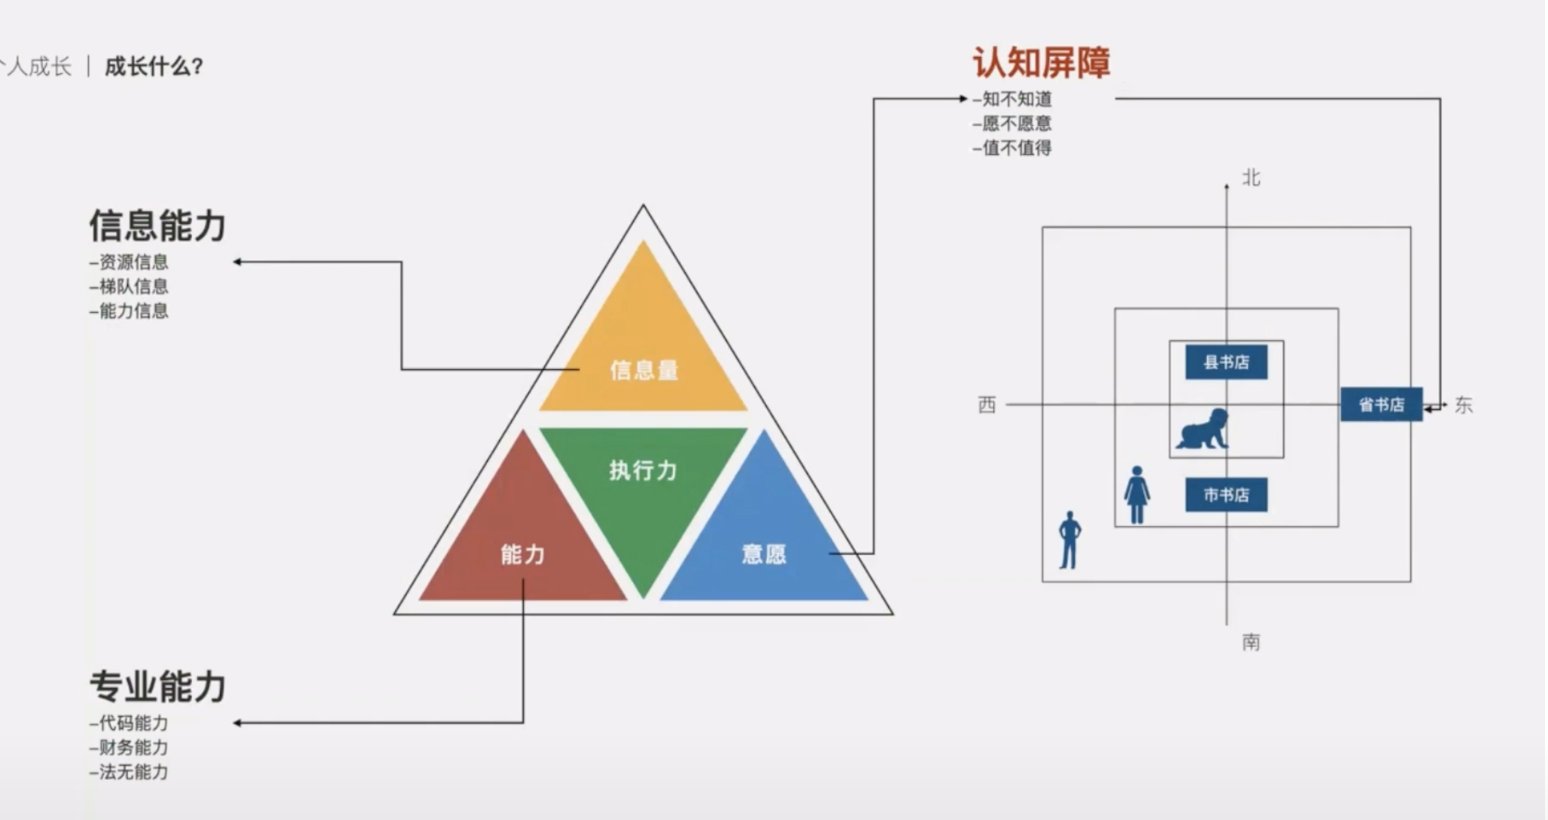 个人成长 | 成长什么?
认知屏障
–知不知道
–愿不愿意
–值不值得
信息能力
–资源信息
–梯队信息
–能力信息
信息量
执行力
能力
意愿
专业能力
–代码能力
–财务能力
–法无能力
北
县书店
西
省书店
东
市书店
南